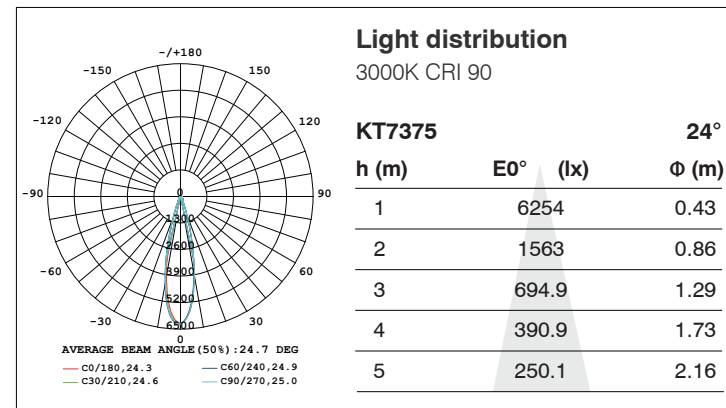 Light distribution
3000K CRI 90
KT7375 24°
h (m) E0° (lx) Φ (m)
1 6254 0.43
2 1563 0.86
3 694.9 1.29
4 390.9 1.73
5 250.1 2.16
-/+180
-150 150
-120 120
-90 0 90
1300
2600
-60 3900 60
5200
-30 6500 30
0
AVERAGE BEAM ANGLE(50%):24.7 DEG
C0/180,24.3 C60/240,24.9
C30/210,24.6 C90/270,25.0